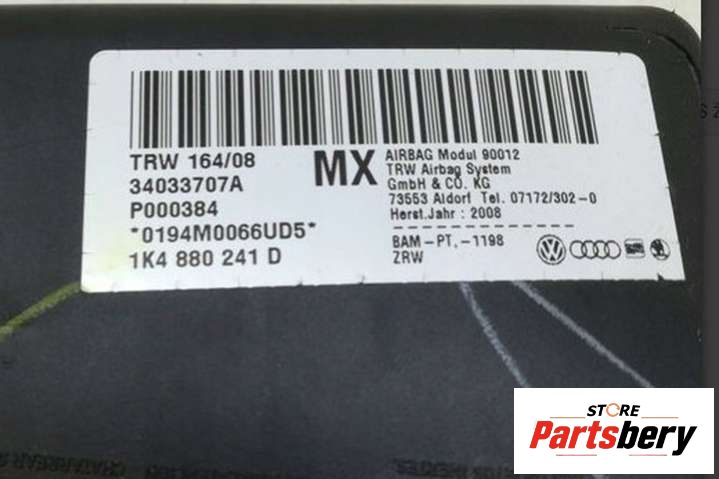 TRW 164/08
34033707A
P000384
*0194M0066UD5*
1K4 880 241 D
MX
AIRBAG Modul 90012
TRW Airbag System
GmbH & CO. KG
73553 Aldorf Tel. 07172/302-0
Herst.Jahr : 2008
BAM-PT.-1198
ZRW
STORE
Partsbery